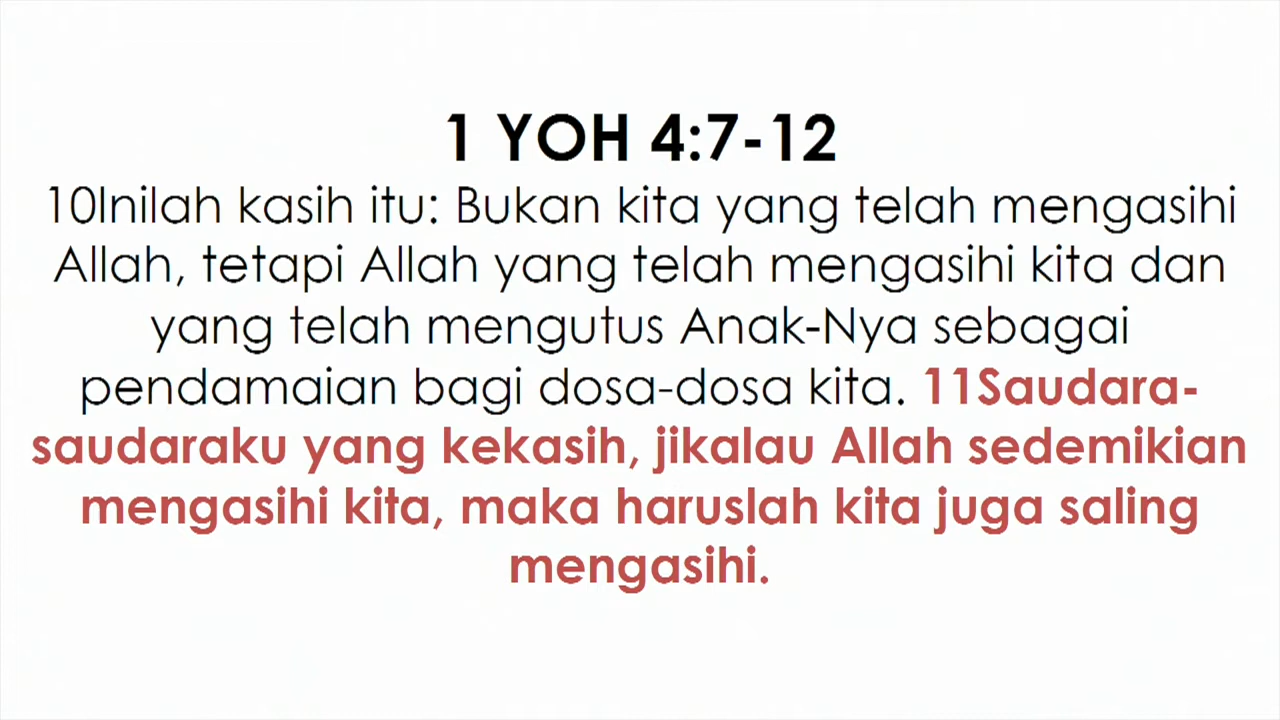 1 YOH 4:7-12
10Inilah kasih itu: Bukan kita yang telah mengasihi
Allah, tetapi Allah yang telah mengasihi kita dan
yang telah mengutus Anak-Nya sebagai
pendamaian bagi dosa-dosa kita. 11Saudara-
saudaraku yang kekasih, jikalau Allah sedemikian
mengasihi kita, maka haruslah kita juga saling
mengasihi.